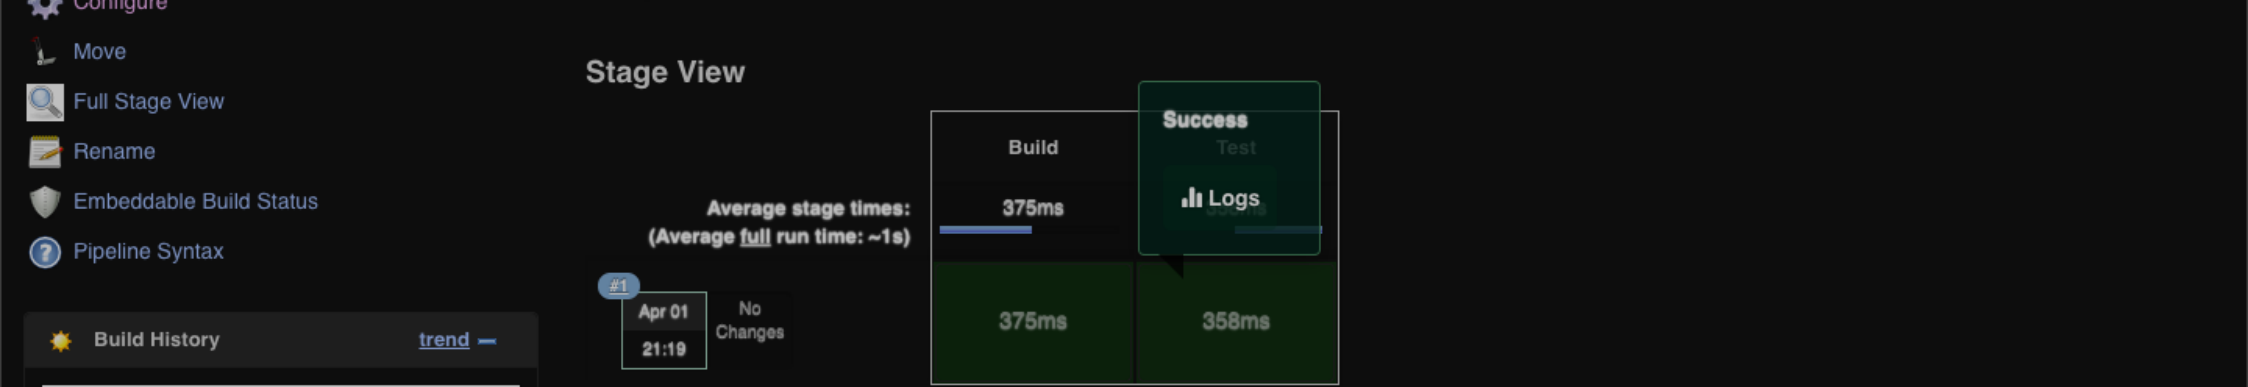 Configure
Move
Full Stage View
Rename
Embeddable Build Status
Pipeline Syntax
Build History trend
Stage View
Success
Build Test
Logs
Average stage times: 375ms 358ms
(Average full run time: ~1s)
#1
Apr 01
21:19
No
Changes
375ms 358ms